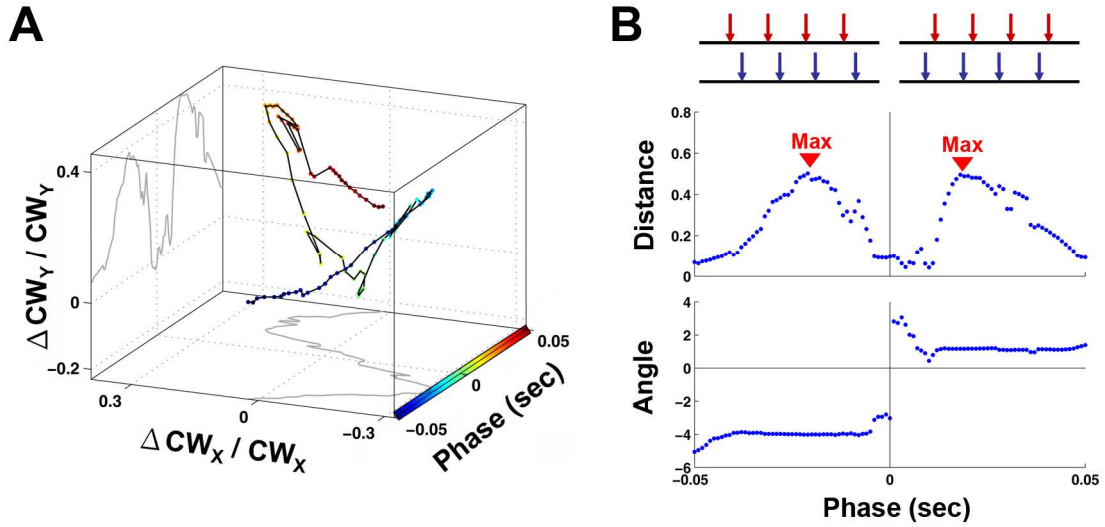 A
0.4
0
−0.2
Δ CW_Y / CW_Y
0.3
0
−0.3
Δ CW_X / CW_X
−0.05
0
0.05
Phase (sec)
B
0.8
0.6
0.4
0.2
0
Distance
Max
Max
4
2
0
−2
−4
−6
Angle
-0.05
0
0.05
Phase (sec)